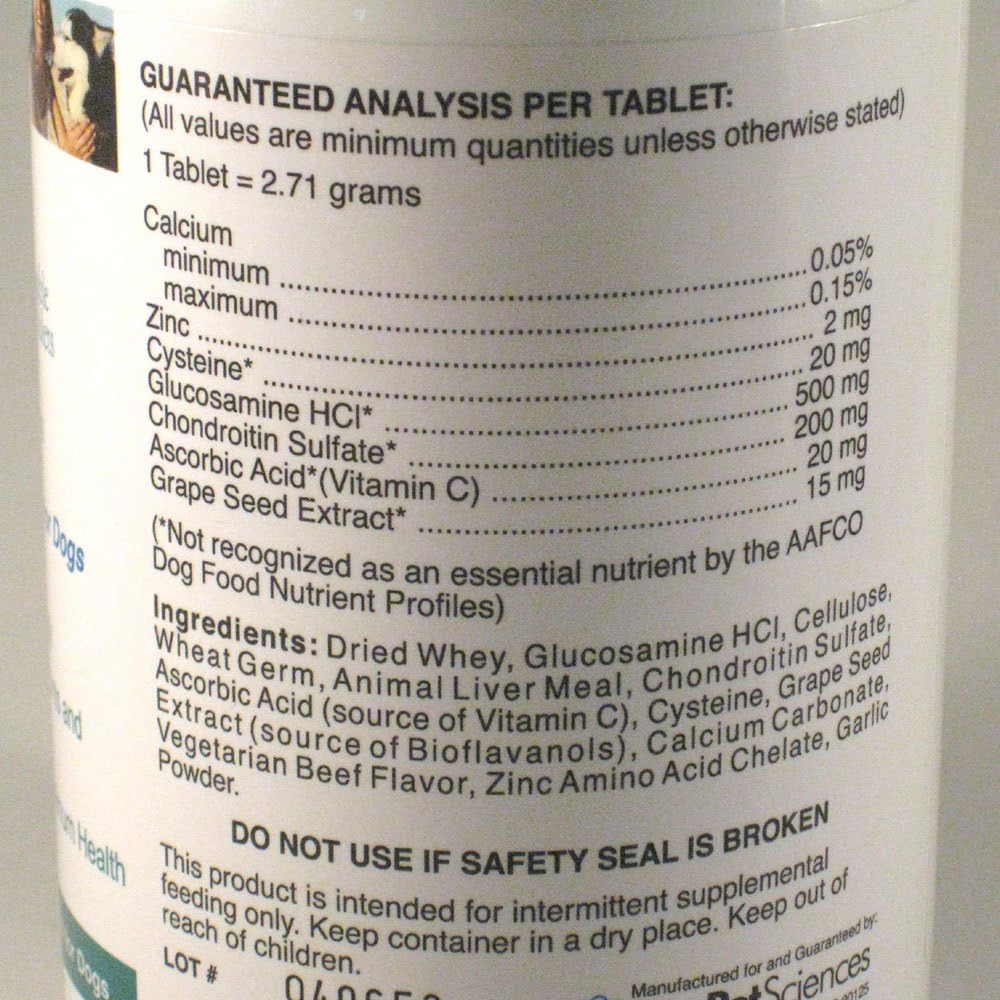 GUARANTEED ANALYSIS PER TABLET:
(All values are minimum quantities unless otherwise stated)
1 Tablet = 2.71 grams
Calcium
minimum ........ 0.05%
maximum ........ 0.15%
Zinc ........ 2 mg
Cysteine* ........ 20 mg
Glucosamine HCl* ........ 500 mg
Chondroitin Sulfate* ........ 200 mg
Ascorbic Acid*(Vitamin C) ........ 20 mg
Grape Seed Extract* ........ 15 mg
(*Not recognized as an essential nutrient by the AAFCO
Dog Food Nutrient Profiles)
Ingredients: Dried Whey, Glucosamine HCl, Cellulose,
Wheat Germ, Animal Liver Meal, Chondroitin Sulfate,
Ascorbic Acid (source of Vitamin C), Cysteine, Grape Seed
Extract (source of Bioflavanols), Calcium Carbonate,
Vegetarian Beef Flavor, Zinc Amino Acid Chelate, Garlic
Powder.
DO NOT USE IF SAFETY SEAL IS BROKEN
This product is intended for intermittent supplemental
feeding only. Keep container in a dry place. Keep out of
reach of children.
LOT #
Manufactured for and Guaranteed by:
PetSciences
Dogs
and
Health
Dogs